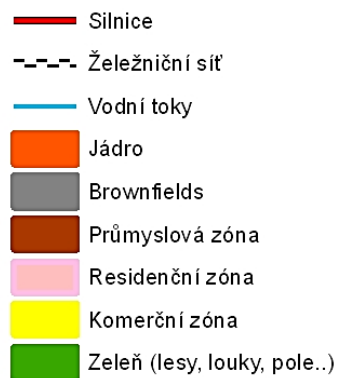 Silnice
Železniční síť
Vodní toky
Jádro
Brownfields
Průmyslová zóna
Residenční zóna
Komerční zóna
Zeleň (lesy, louky, pole..)